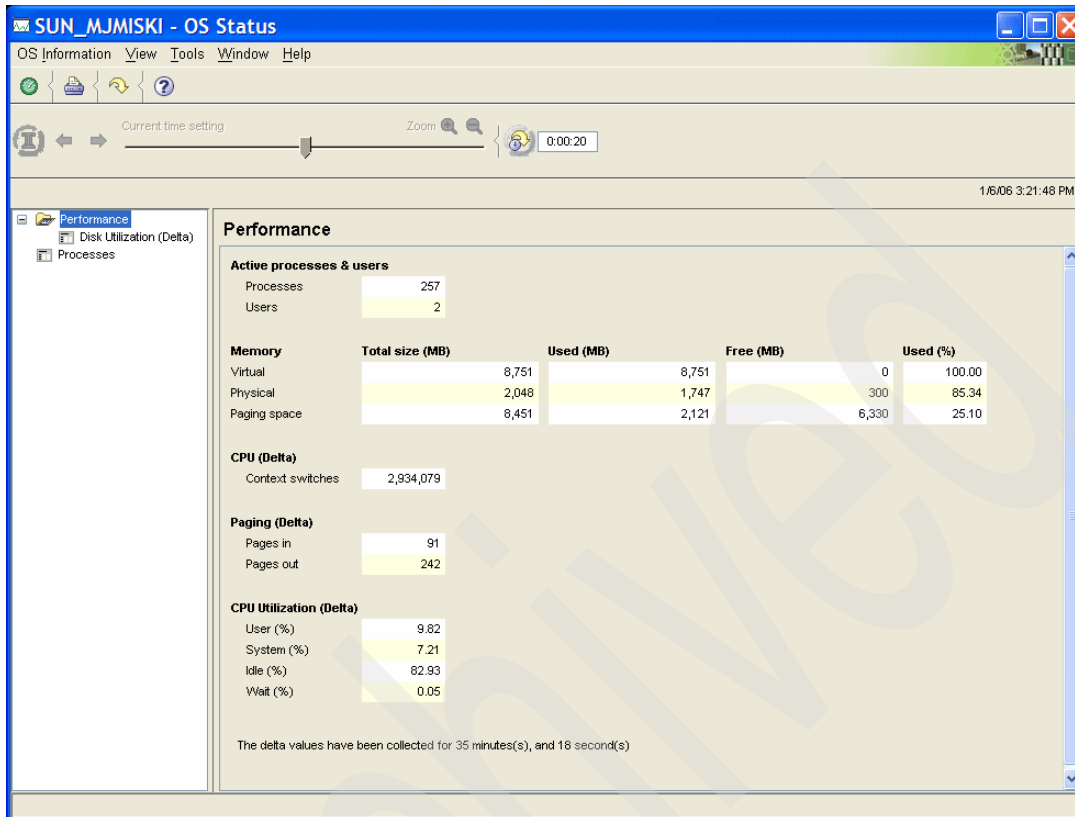 SUN_MJMISKI - OS Status
OS Information View Tools Window Help
Current time setting Zoom 0:00:20
1/6/06 3:21:48 PM
Performance
Disk Utilization (Delta)
Processes
Performance
Active processes & users
Processes 257
Users 2
Memory Total size (MB) Used (MB) Free (MB) Used (%)
Virtual 8,751 8,751 0 100.00
Physical 2,048 1,747 300 85.34
Paging space 8,451 2,121 6,330 25.10
CPU (Delta)
Context switches 2,934,079
Paging (Delta)
Pages in 91
Pages out 242
CPU Utilization (Delta)
User (%) 9.82
System (%) 7.21
Idle (%) 82.93
Wait (%) 0.05
The delta values have been collected for 35 minutes(s), and 18 second(s)